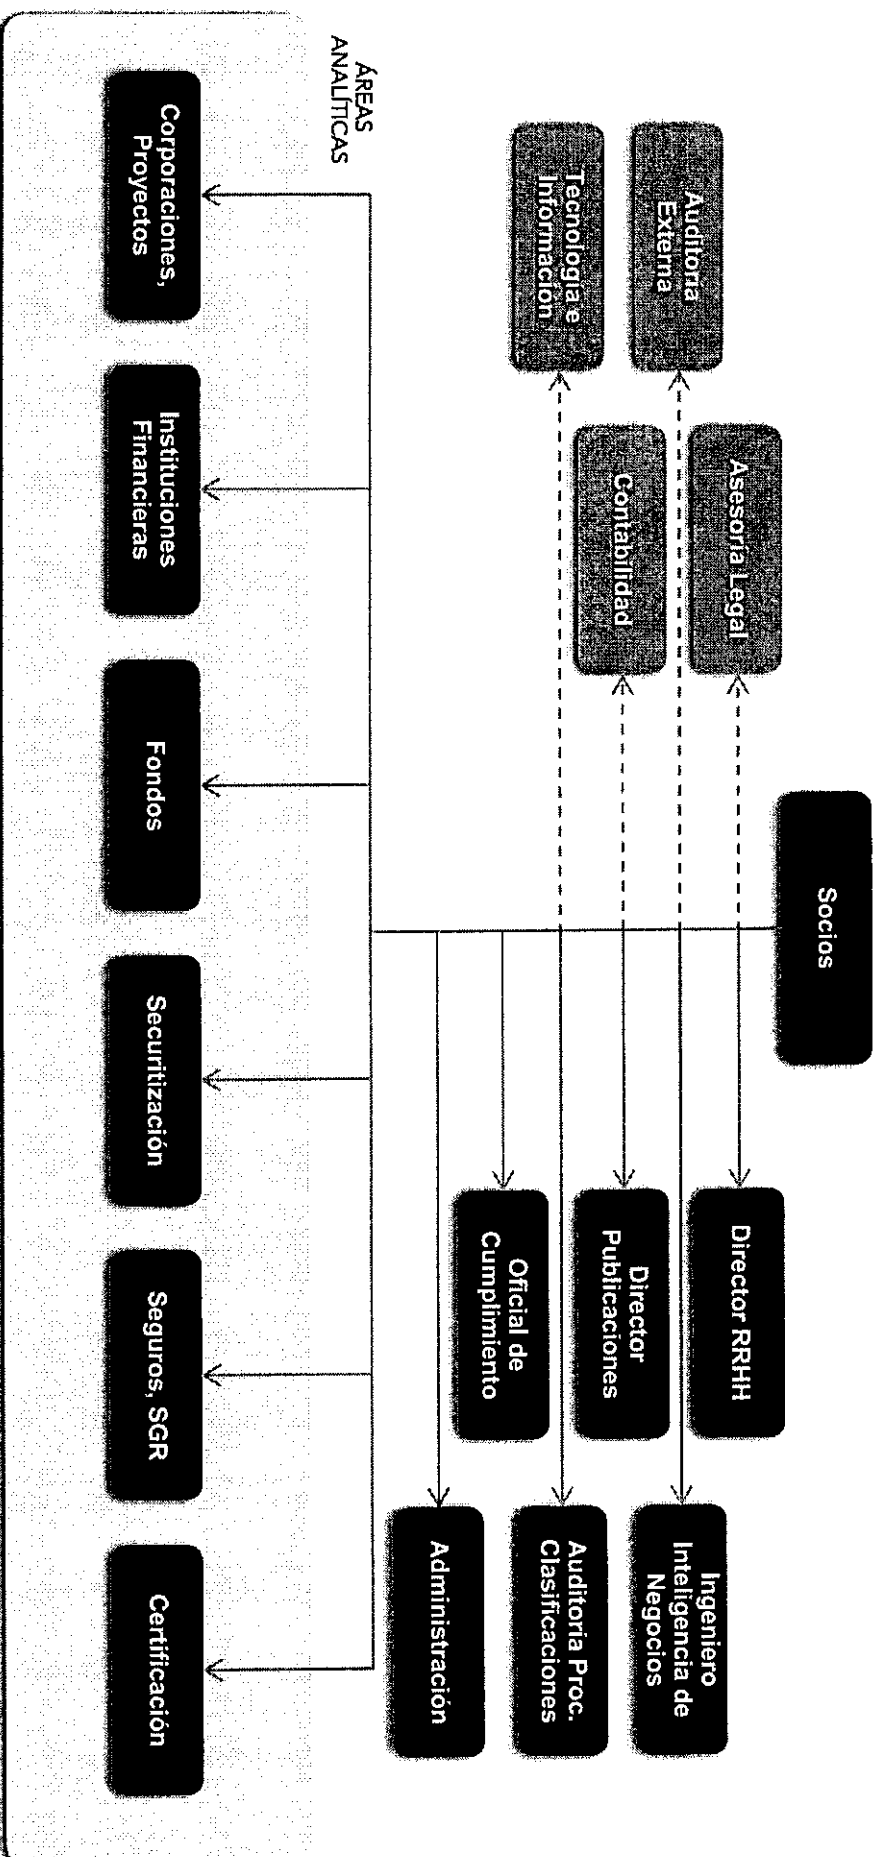 Socios
Asesoría Legal
Director RRHH
Auditoria
Externa
Ingeniero
Inteligencia de
Negocios
Contabilidad
Director
Publicaciones
Tecnología e
Información
Auditoria Proc.
Clasificaciones
Oficial de
Cumplimiento
Administración
ÁREAS
ANALÍTICAS
Corporaciones,
Proyectos
Instituciones
Financieras
Fondos
Securitización
Seguros, SGR
Certificación